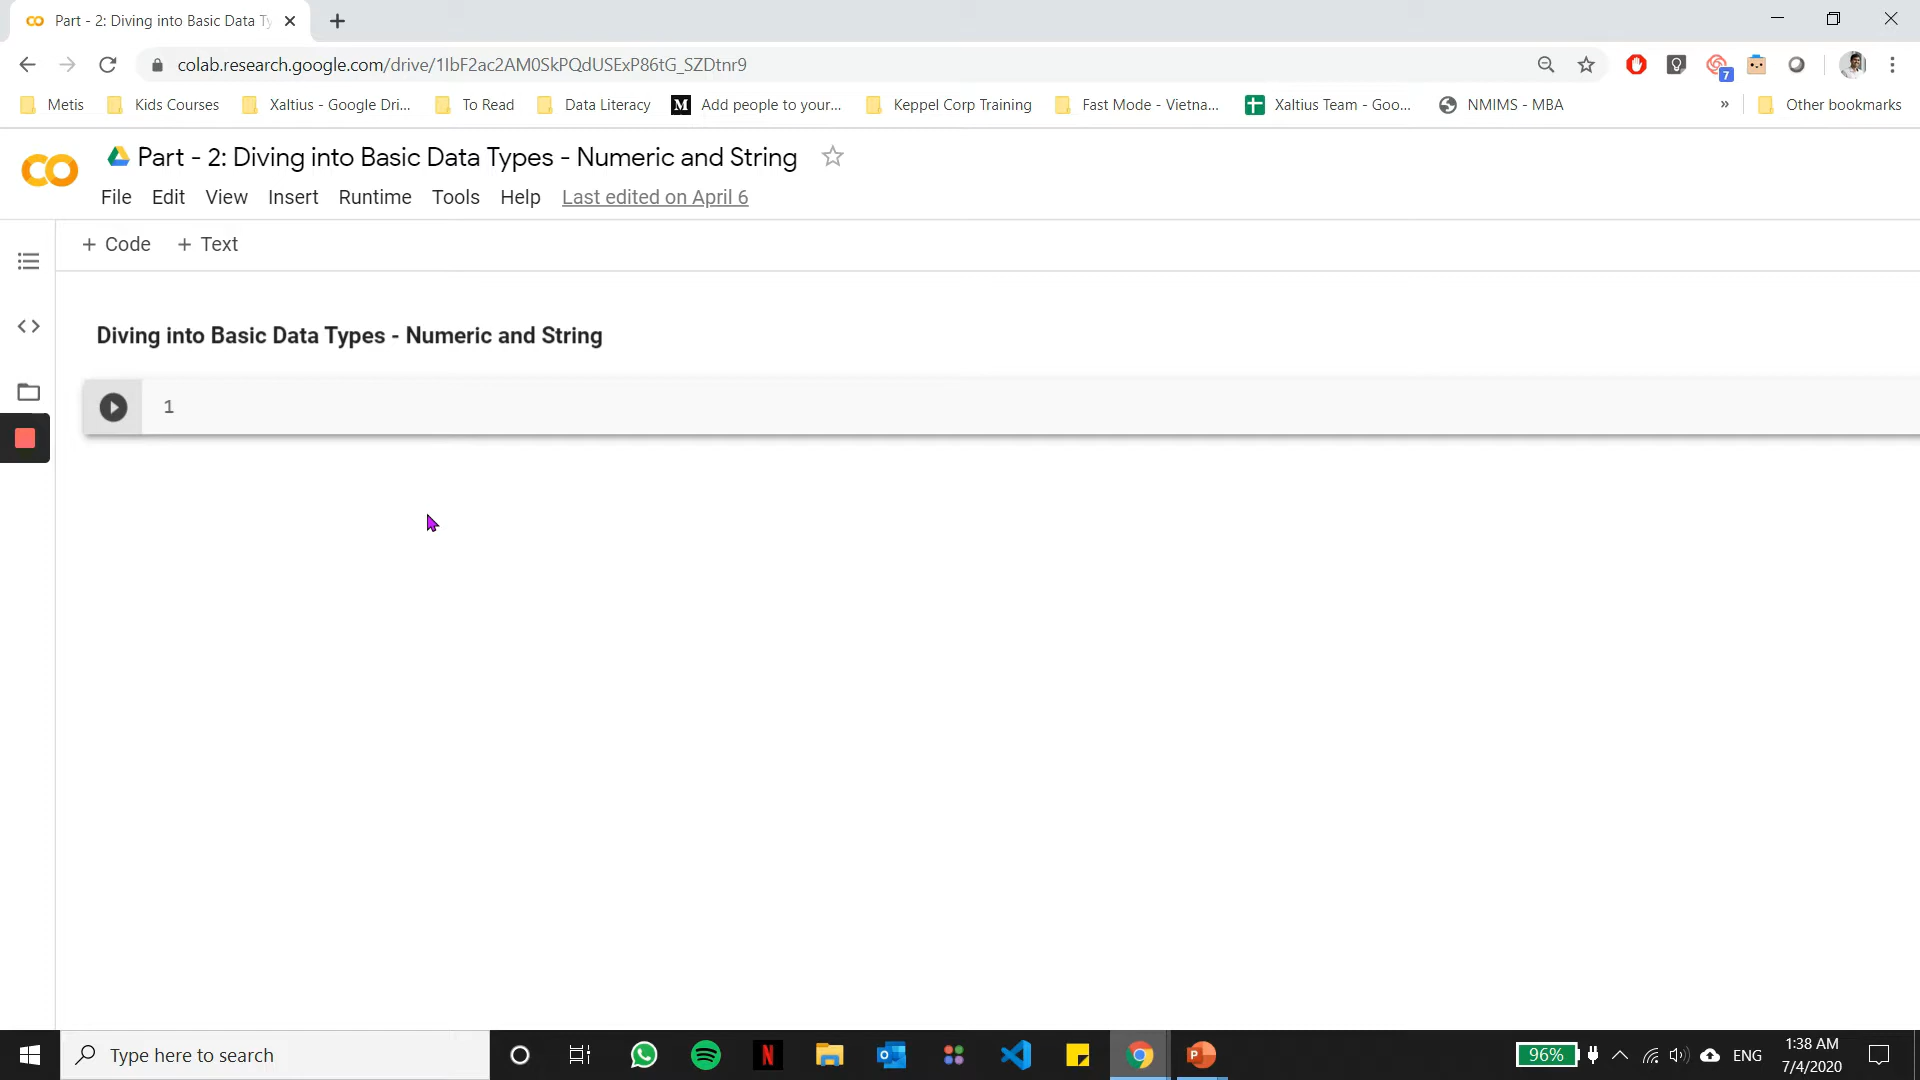 Part - 2: Diving into Basic Data Ty
colab.research.google.com/drive/1IbF2ac2AM0SkPQdUSExP86tG_SZDtnr9
7
Metis Kids Courses Xaltius - Google Dri... To Read Data Literacy M Add people to your... Keppel Corp Training Fast Mode - Vietna... Xaltius Team - Goo... NMIMS - MBA » Other bookmarks
Part - 2: Diving into Basic Data Types - Numeric and String
File Edit View Insert Runtime Tools Help Last edited on April 6
+ Code + Text
Diving into Basic Data Types - Numeric and String
1
Type here to search
96% ENG
1:38 AM
7/4/2020